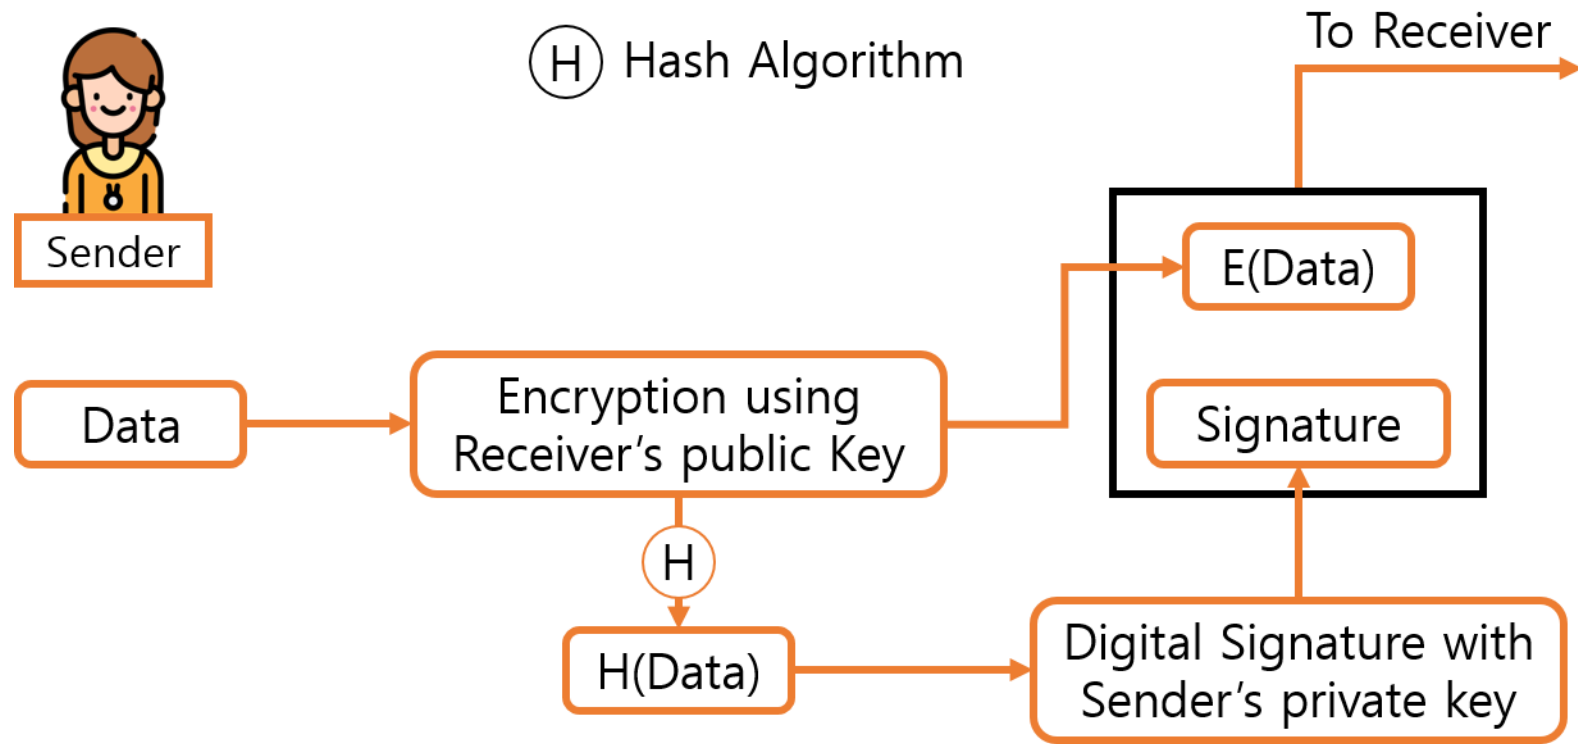 To Receiver
H Hash Algorithm
Sender
E(Data)
Data
Encryption using
Receiver's public Key
Signature
H
H(Data)
Digital Signature with
Sender's private key